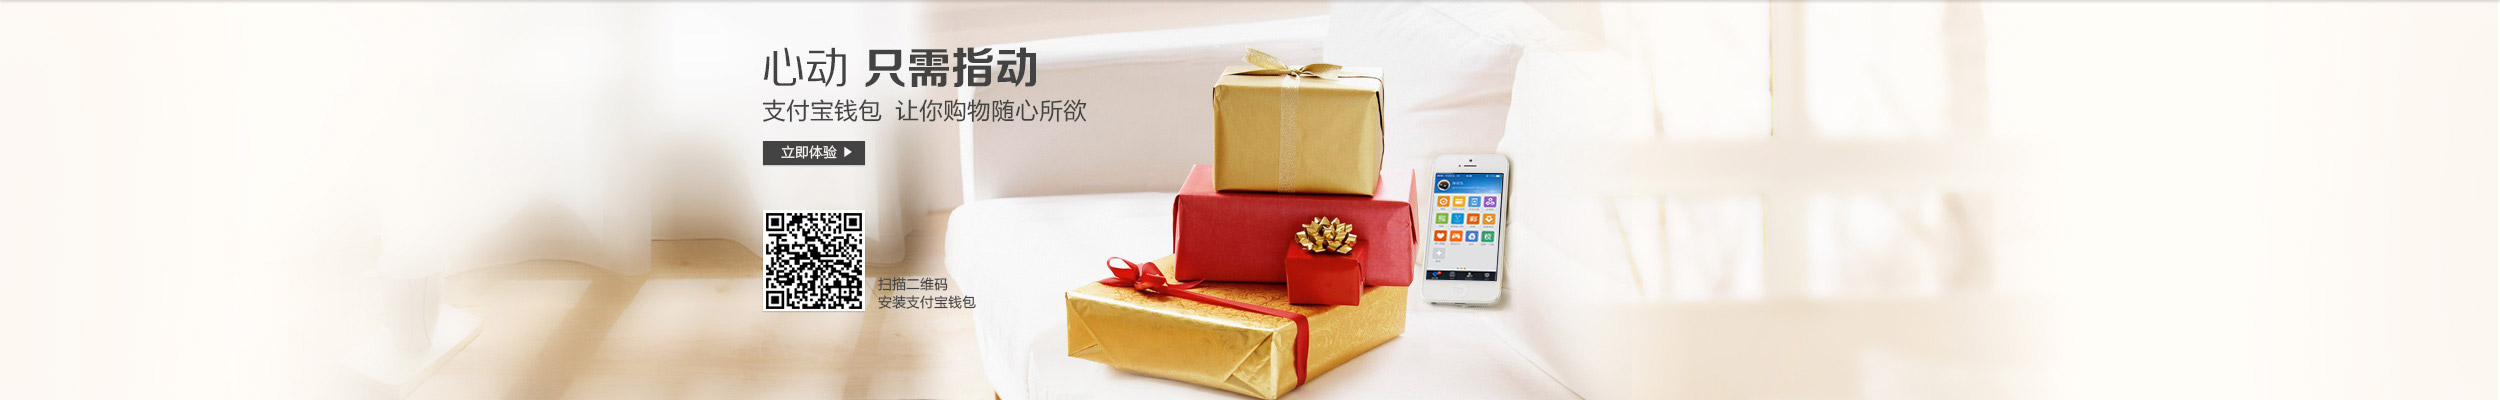 心动 只需指动
支付宝钱包 让你购物随心所欲
立即体验
扫描二维码
安装支付宝钱包